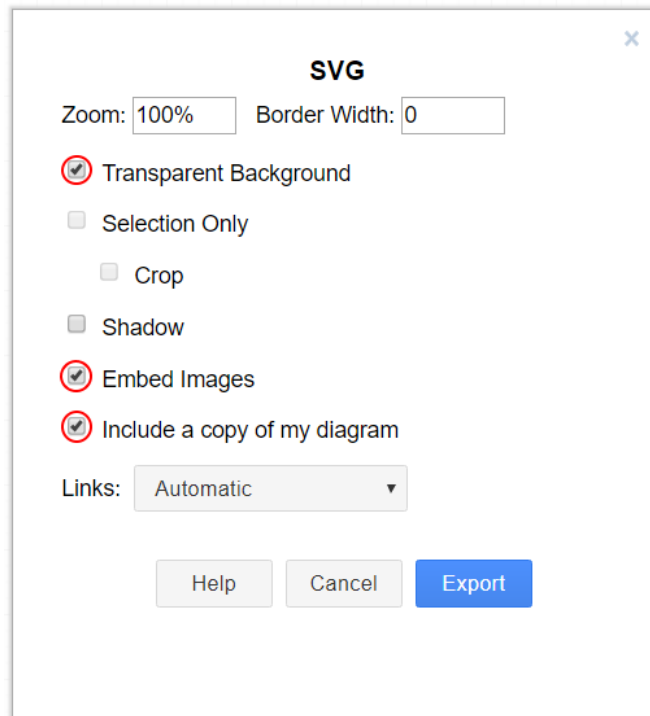 SVG
Zoom: 100% Border Width: 0
Transparent Background
Selection Only
Crop
Shadow
Embed Images
Include a copy of my diagram
Links: Automatic
Help Cancel Export